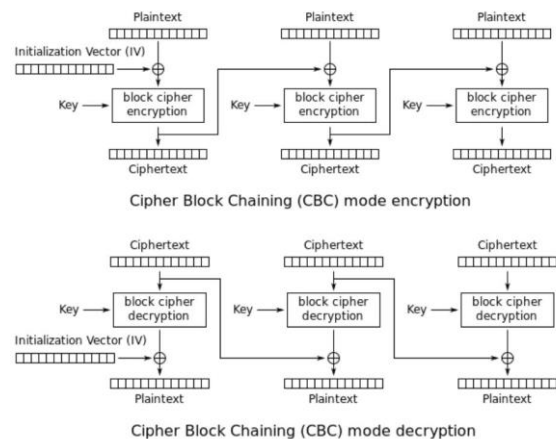 Plaintext Plaintext Plaintext
Initialization Vector (IV)
Key block cipher encryption Key block cipher encryption Key block cipher encryption
Ciphertext Ciphertext Ciphertext
Cipher Block Chaining (CBC) mode encryption
Ciphertext Ciphertext Ciphertext
Key block cipher decryption Key block cipher decryption Key block cipher decryption
Initialization Vector (IV)
Plaintext Plaintext Plaintext
Cipher Block Chaining (CBC) mode decryption